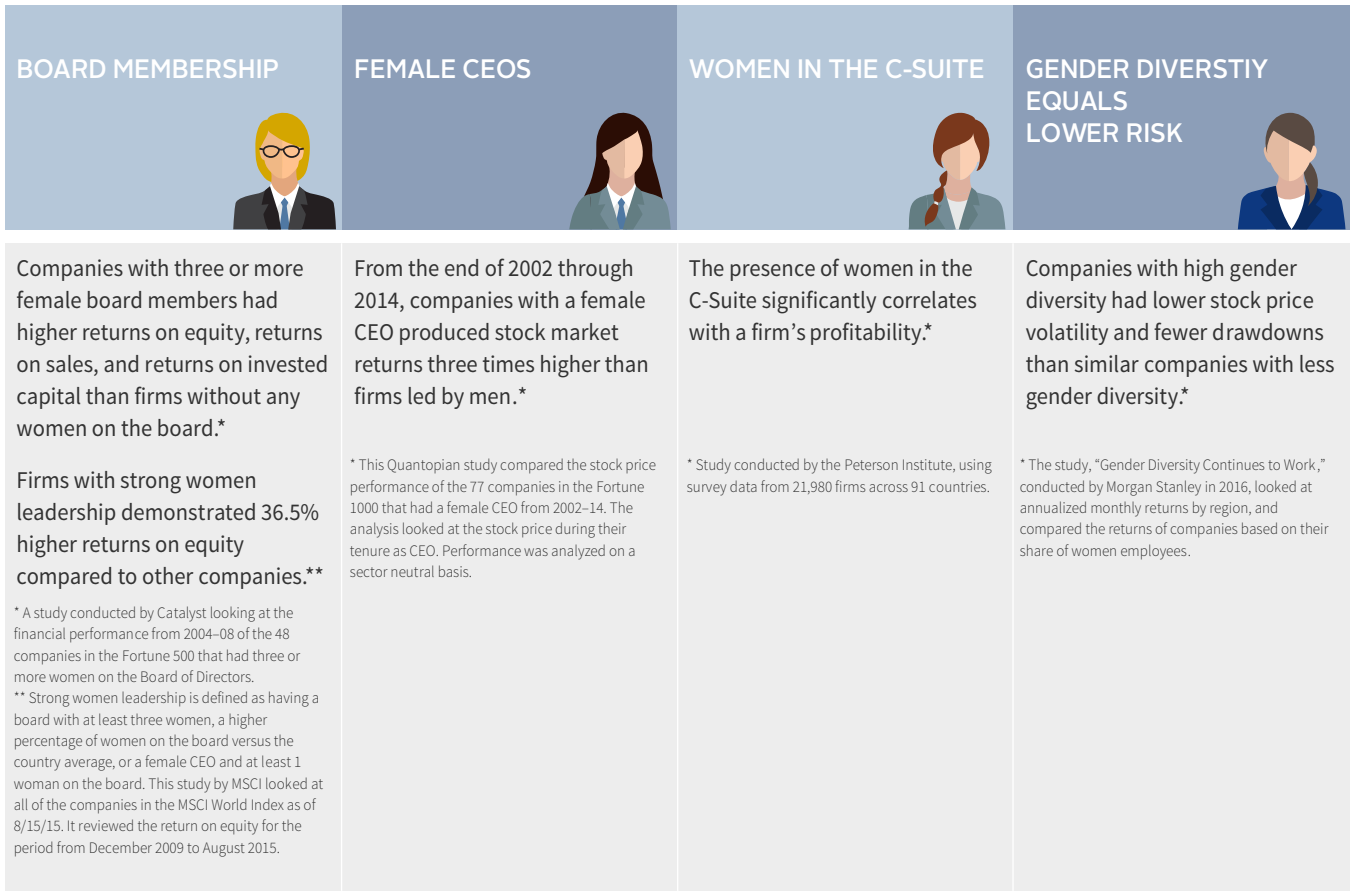 BOARD MEMBERSHIP
Companies with three or more
female board members had
higher returns on equity, returns
on sales, and returns on invested
capital than firms without any
women on the board.*
Firms with strong women
leadership demonstrated 36.5%
higher returns on equity
compared to other companies.**
* A study conducted by Catalyst looking at the
financial performance from 2004–08 of the 48
companies in the Fortune 500 that had three or
more women on the Board of Directors.
** Strong women leadership is defined as having a
board with at least three women, a higher
percentage of women on the board versus the
country average, or a female CEO and at least 1
woman on the board. This study by MSCI looked at
all of the companies in the MSCI World Index as of
8/15/15. It reviewed the return on equity for the
period from December 2009 to August 2015.
FEMALE CEOS
From the end of 2002 through
2014, companies with a female
CEO produced stock market
returns three times higher than
firms led by men.*
* This Quantopian study compared the stock price
performance of the 77 companies in the Fortune
1000 that had a female CEO from 2002–14. The
analysis looked at the stock price during their
tenure as CEO. Performance was analyzed on a
sector neutral basis.
WOMEN IN THE C-SUITE
The presence of women in the
C-Suite significantly correlates
with a firm’s profitability.*
* Study conducted by the Peterson Institute, using
survey data from 21,980 firms across 91 countries.
GENDER DIVERSTIY
EQUALS
LOWER RISK
Companies with high gender
diversity had lower stock price
volatility and fewer drawdowns
than similar companies with less
gender diversity.*
* The study, “Gender Diversity Continues to Work,”
conducted by Morgan Stanley in 2016, looked at
annualized monthly returns by region, and
compared the returns of companies based on their
share of women employees.